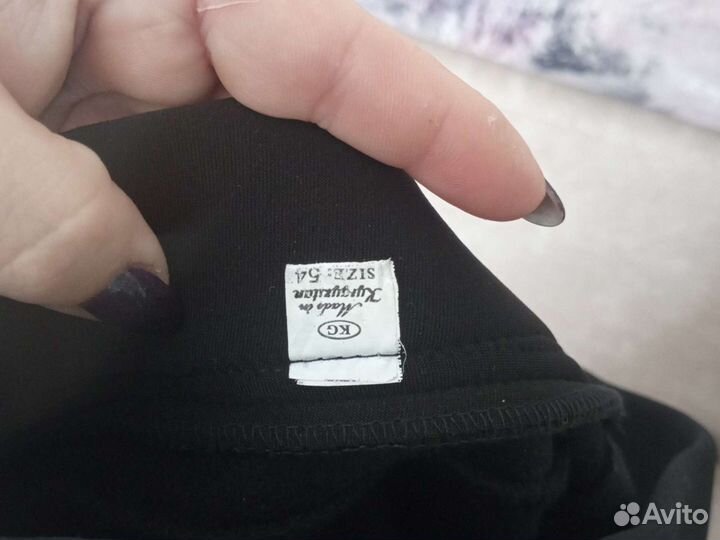 KG
Made in
Kyrgyzstan
SIZE: 54
Avito